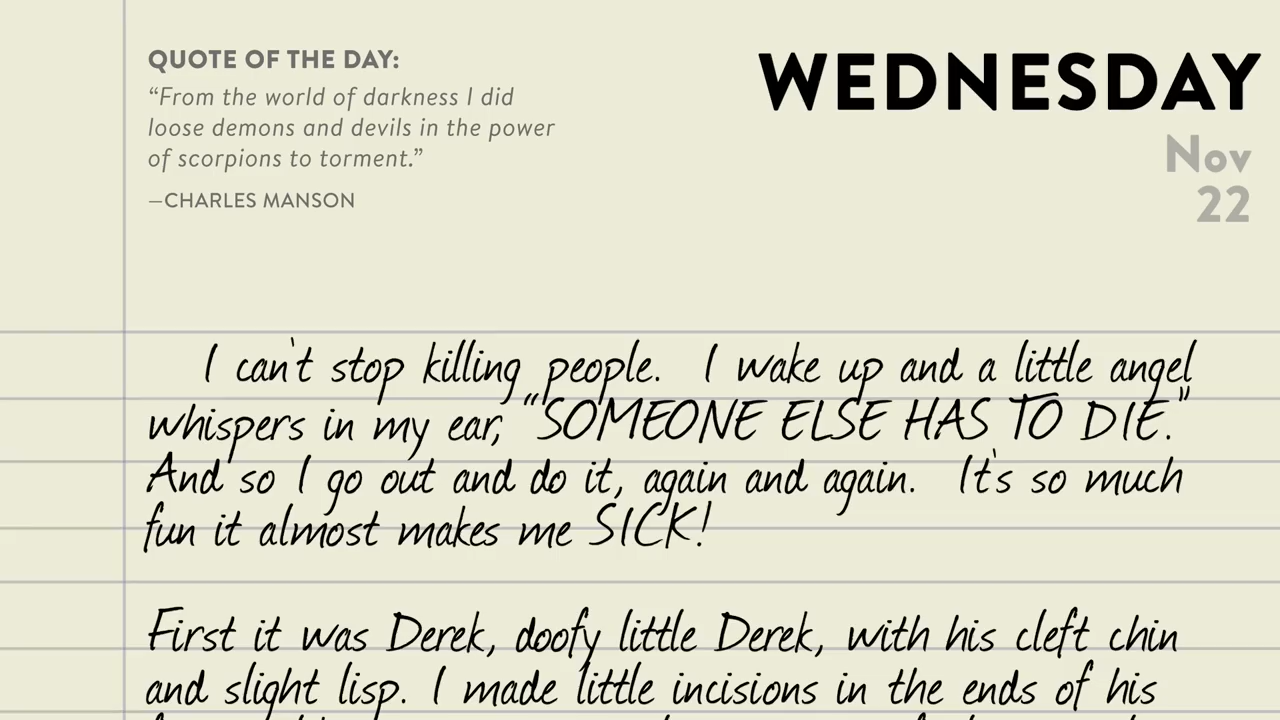 QUOTE OF THE DAY:
“From the world of darkness I did
loose demons and devils in the power
of scorpions to torment.”
—CHARLES MANSON
WEDNESDAY
Nov
22
I can't stop killing people. I wake up and a little angel
whispers in my ear, “SOMEONE ELSE HAS TO DIE.”
And so I go out and do it, again and again. It's so much
fun it almost makes me SICK!
First it was Derek, doofy little Derek, with his cleft chin
and slight lisp. I made little incisions in the ends of his